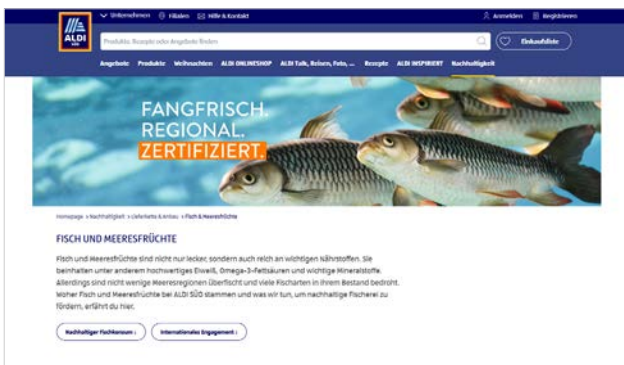 Unternehmen Filialen Hilfe & Kontakt Anmelden Registrieren
ALDI
SÜD
Produkte, Rezepte oder Angebote finden
Einkaufsliste
Angebote Produkte Weihnachten ALDI ONLINESHOP ALDI Talk, Reisen, Foto, ... Rezepte ALDI INSPIRIERT Nachhaltigkeit
FANGFRISCH.
REGIONAL.
ZERTIFIZIERT.
Homepage > Nachhaltigkeit > Lieferkette & Anbau > Fisch & Meeresfrüchte
FISCH UND MEERESFRÜCHTE
Fisch und Meeresfrüchte sind nicht nur lecker, sondern auch reich an wichtigen Nährstoffen. Sie
beinhalten unter anderem hochwertiges Eiweiß, Omega-3-Fettsäuren und wichtige Mineralstoffe.
Allerdings sind nicht wenige Meeresregionen überfischt und viele Fischarten in ihrem Bestand bedroht.
Woher Fisch und Meeresfrüchte bei ALDI SÜD stammen und was wir tun, um nachhaltige Fischerei zu
fördern, erfährt du hier.
Nachhaltiger Fischkonsum Internationales Engagement